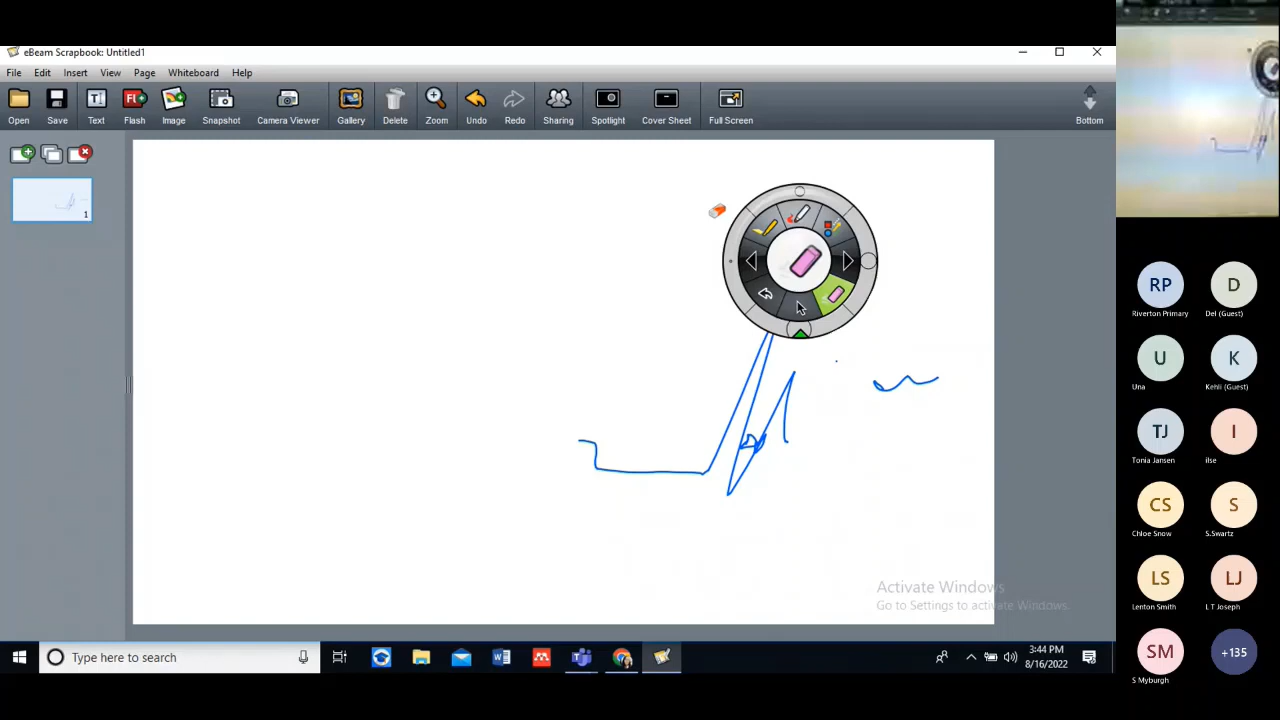 eBeam Scrapbook: Untitled1
File Edit Insert View Page Whiteboard Help
Open Save Text Flash Image Snapshot Camera Viewer Gallery Delete Zoom Undo Redo Sharing Spotlight Cover Sheet Full Screen Bottom
1
Activate Windows
Go to Settings to activate Windows.
Type here to search
3:44 PM
8/16/2022
RP D
Riverton Primary Del (Guest)
U K
Una Kehli (Guest)
TJ I
Tonia Jansen ilse
CS S
Chloe Snow S.Swartz
LS LJ
Lenton Smith L T Joseph
SM +135
S Myburgh